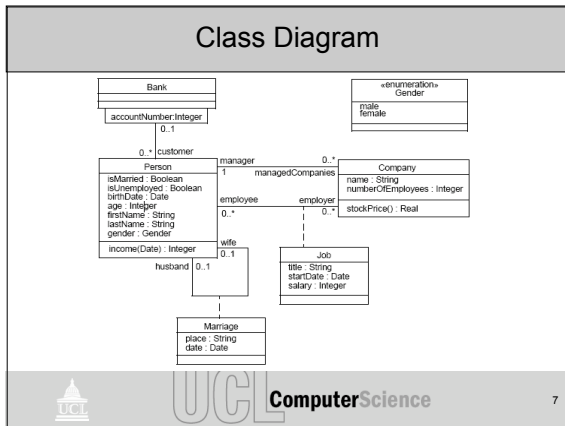 Class Diagram
Bank
accountNumber:Integer
0..1
0..* customer
«enumeration»
Gender
male
female
Person
isMarried : Boolean
isUnemployed : Boolean
birthDate : Date
age : Integer
firstName : String
lastName : String
gender : Gender
income(Date) : Integer
manager
1
0..*
managedCompanies
employee
0..*
employer
0..*
Company
name : String
numberOfEmployees : Integer
stockPrice() : Real
wife
0..1
husband
0..1
Job
title : String
startDate : Date
salary : Integer
Marriage
place : String
date : Date
UCL
UCL
ComputerScience
7